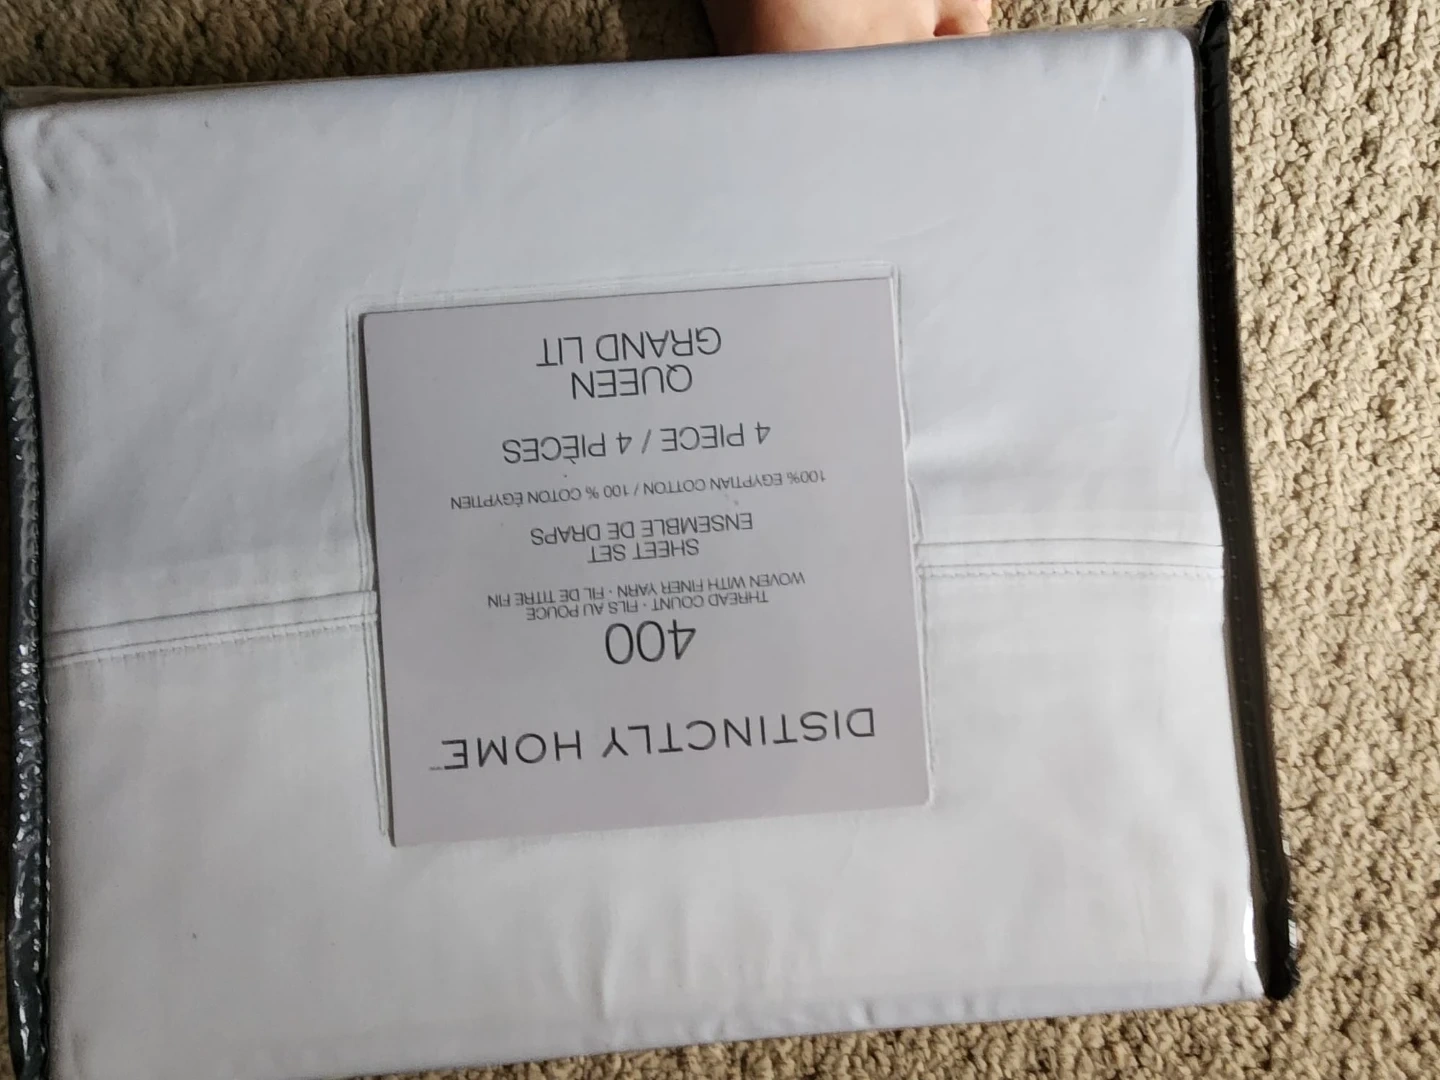 DISTINCTLY HOME™
400
THREAD COUNT · FILS AU POUCE
WOVEN WITH FINER YARN · FIL DE TITRE FIN
SHEET SET
ENSEMBLE DE DRAPS
100% EGYPTIAN COTTON / 100 % COTON ÉGYPTIEN
4 PIECE / 4 PIÈCES
QUEEN
GRAND LIT